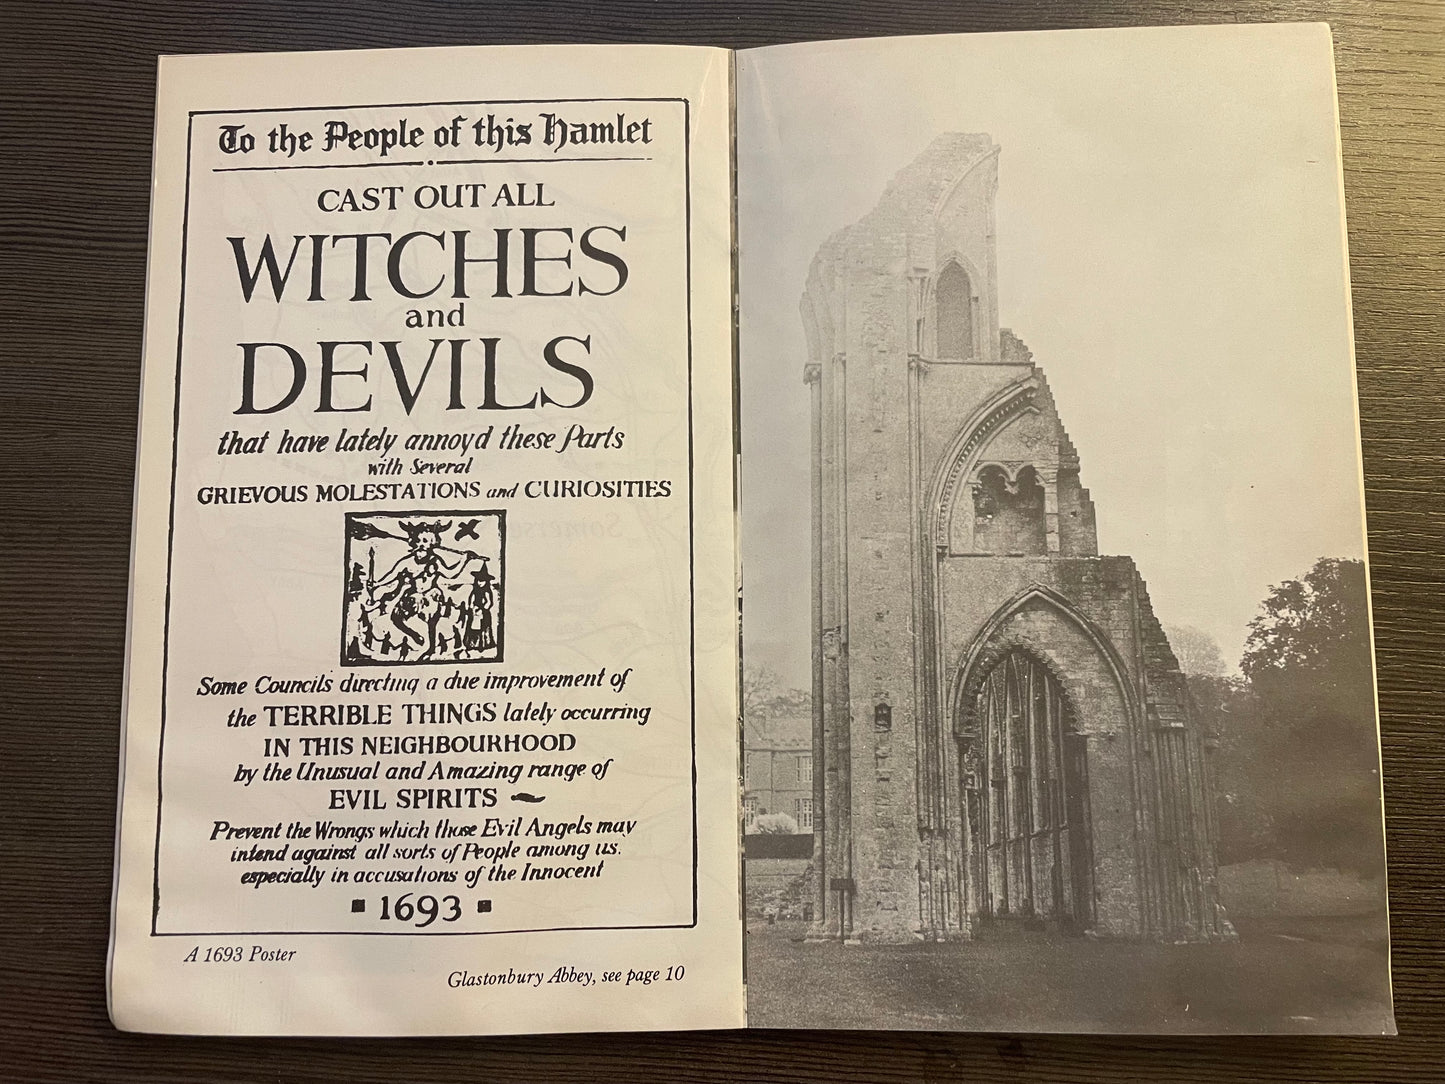 To the People of this Hamlet
CAST OUT ALL
WITCHES
and
DEVILS
that have lately annoyd these Parts
with Several
GRIEVOUS MOLESTATIONS and CURIOSITIES
Some Councils directing a due improvement of
the TERRIBLE THINGS lately occurring
IN THIS NEIGHBOURHOOD
by the Unusual and Amazing range of
EVIL SPIRITS
Prevent the Wrongs which those Evil Angels may
intend against all sorts of People among us.
especially in accusations of the Innocent
1693
A 1693 Poster
Glastonbury Abbey, see page 10